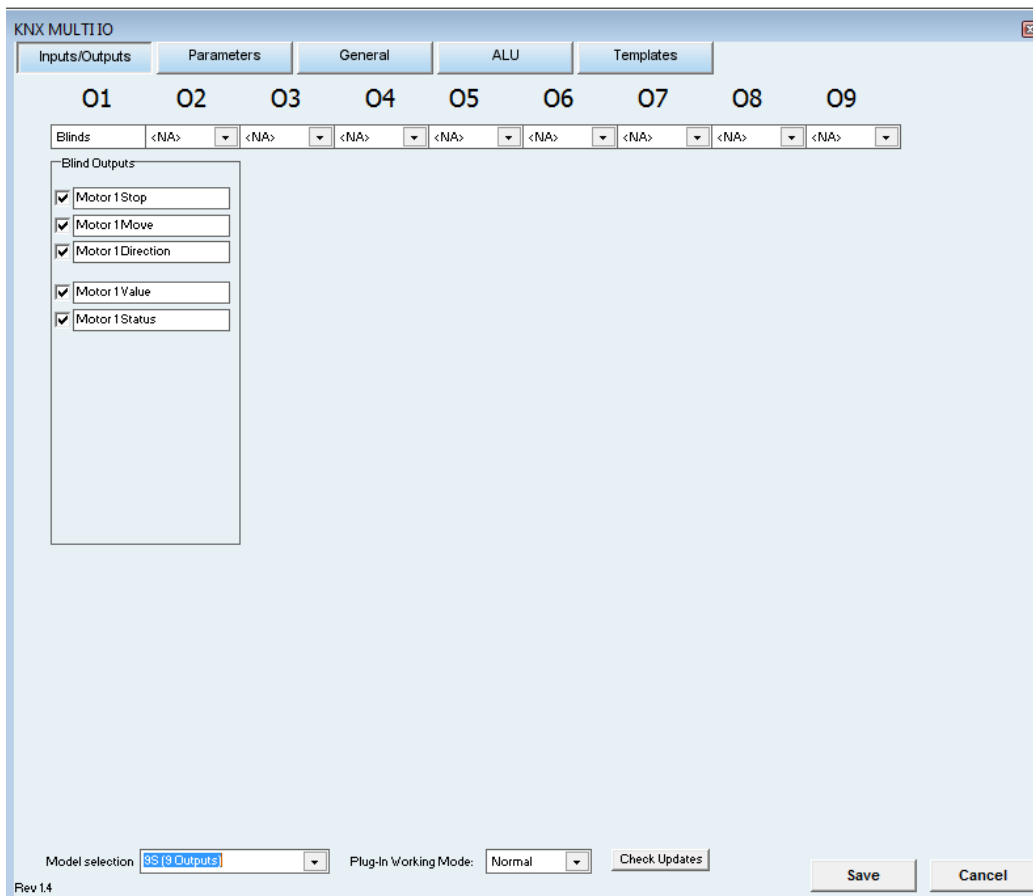 KNX MULTI IO
Inputs/Outputs Parameters General ALU Templates
O1 O2 O3 O4 O5 O6 O7 O8 O9
Blinds <NA> <NA> <NA> <NA> <NA> <NA> <NA> <NA>
Blind Outputs
Motor 1 Stop
Motor 1 Move
Motor 1 Direction
Motor 1 Value
Motor 1 Status
Model selection 9S (9 Outputs) Plug-In Working Mode: Normal Check Updates
Save Cancel
Rev 1.4